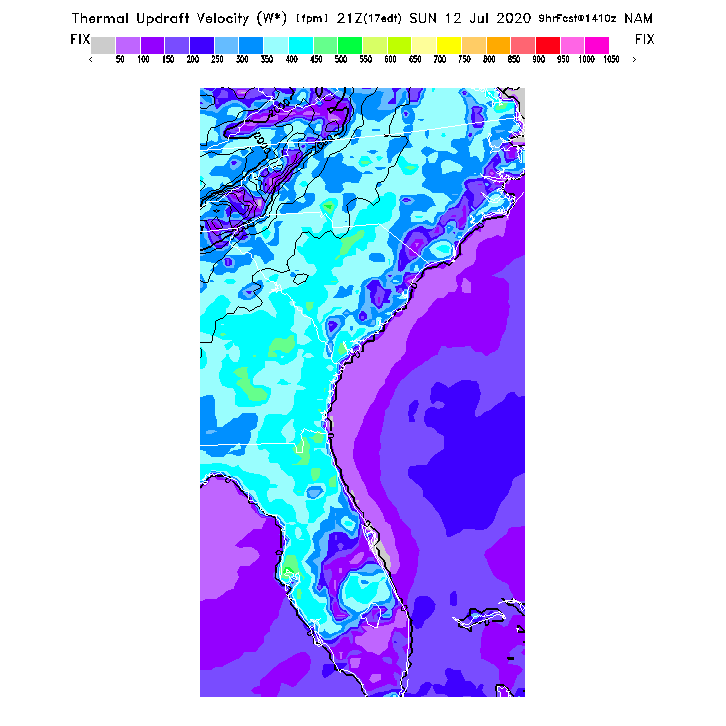 Thermal Updraft Velocity (W*) [fpm] 21Z(17edt) SUN 12 Jul 2020 9hrFcst@1410z NAM
FIX FIX
< 50 100 150 200 250 300 350 400 450 500 550 600 650 700 750 800 850 900 950 1000 1050 >